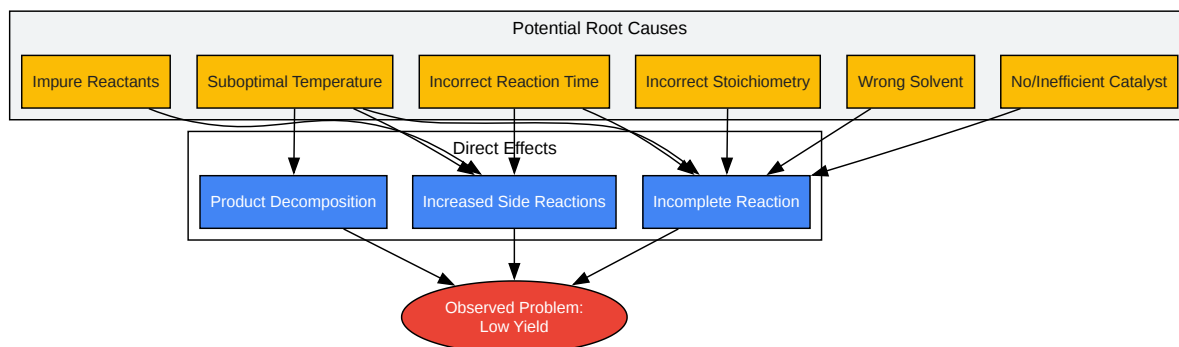 Potential Root Causes
Impure Reactants
Suboptimal Temperature
Incorrect Reaction Time
Incorrect Stoichiometry
Wrong Solvent
No/Inefficient Catalyst
Direct Effects
Product Decomposition
Increased Side Reactions
Incomplete Reaction
Observed Problem:
Low Yield